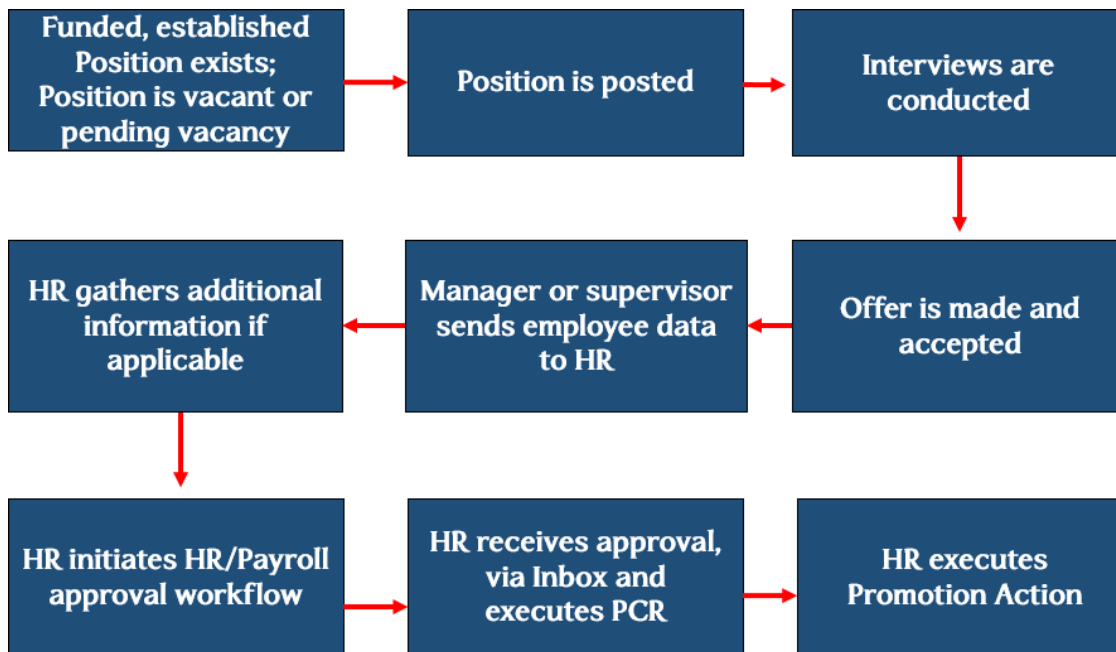 Funded, established
Position exists;
Position is vacant or
pending vacancy
Position is posted
Interviews are
conducted
Offer is made and
accepted
Manager or supervisor
sends employee data
to HR
HR gathers additional
information if
applicable
HR initiates HR/Payroll
approval workflow
HR receives approval,
via Inbox and
executes PCR
HR executes
Promotion Action